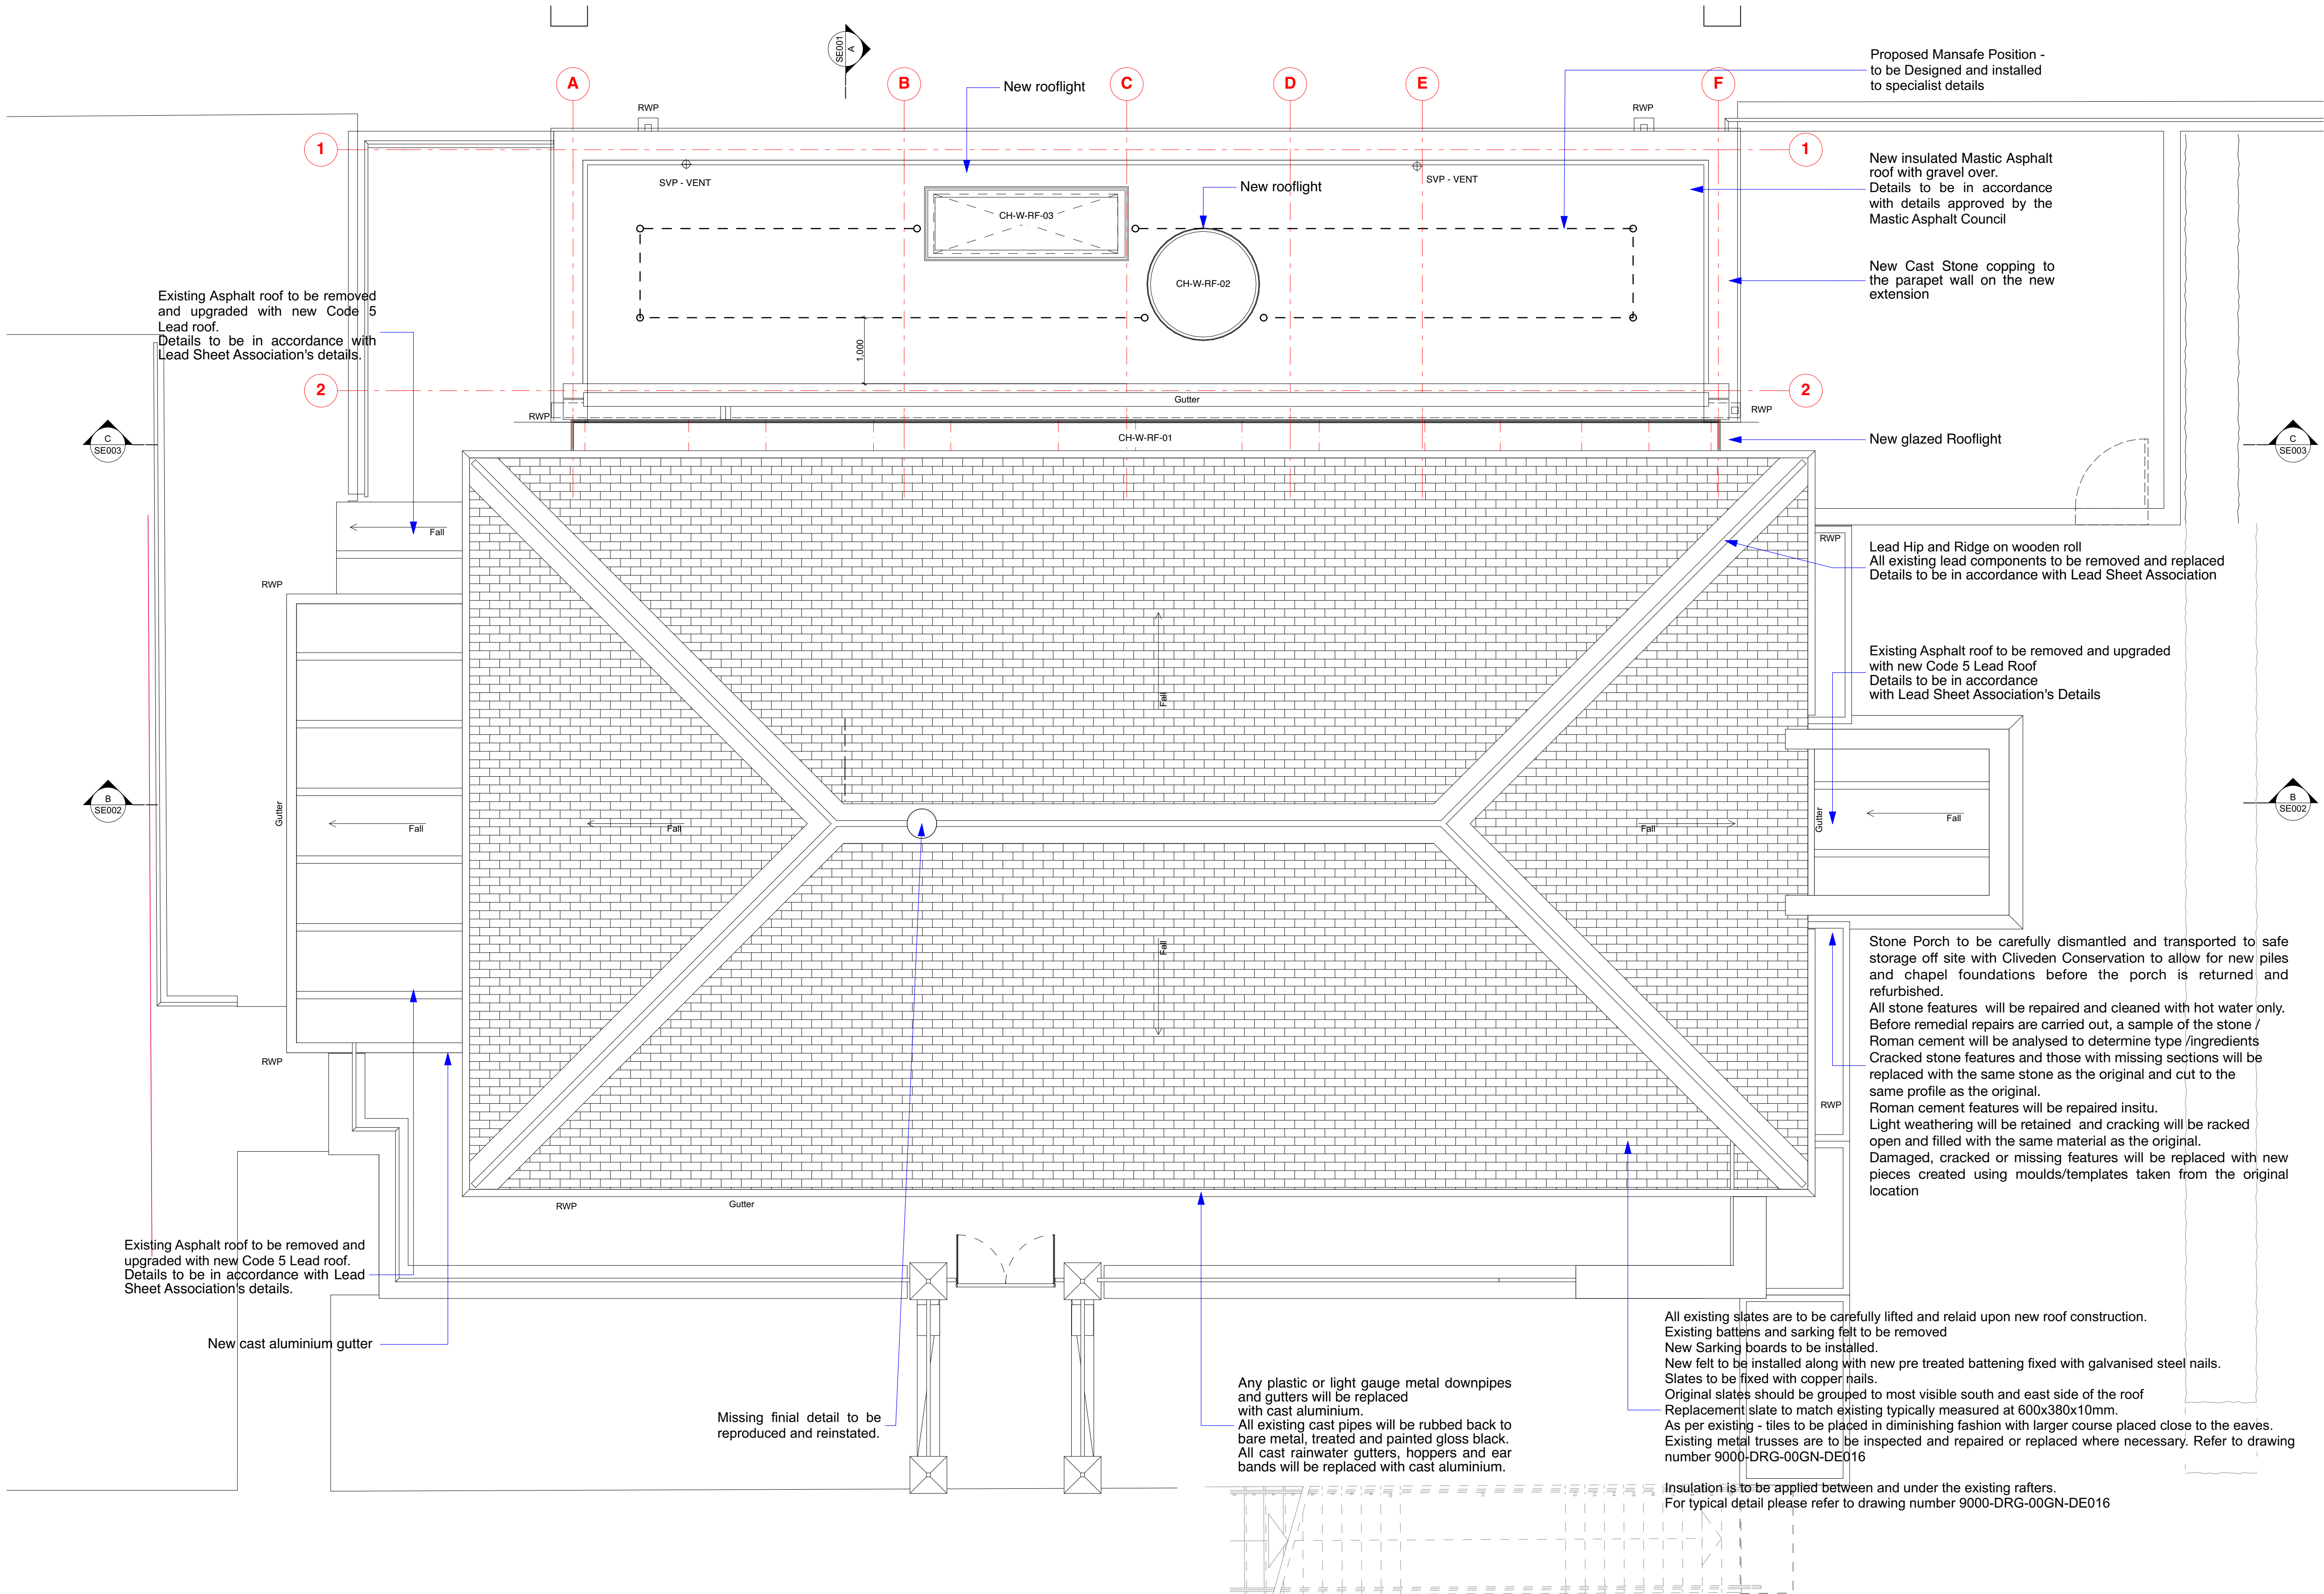 SE001
A
A
B
C
D
E
F
New rooflight
Proposed Mansafe Position -
to be Designed and installed
to specialist details
RWP
RWP
1
1
SVP - VENT
SVP - VENT
New rooflight
New insulated Mastic Asphalt
roof with gravel over.
Details to be in accordance
with details approved by the
Mastic Asphalt Council
CH-W-RF-03
CH-W-RF-02
New Cast Stone copping to
the parapet wall on the new
extension
Existing Asphalt roof to be removed
and upgraded with new Code 5
Lead roof.
Details to be in accordance with
Lead Sheet Association's details.
1,000
2
2
Gutter
RWP
RWP
CH-W-RF-01
New glazed Rooflight
C
SE003
C
SE003
Fall
RWP
RWP
Lead Hip and Ridge on wooden roll
All existing lead components to be removed and replaced
Details to be in accordance with Lead Sheet Association
Existing Asphalt roof to be removed and upgraded
with new Code 5 Lead Roof
Details to be in accordance
with Lead Sheet Association's Details
Fall
B
SE002
B
SE002
Gutter
Fall
Fall
Fall
Gutter
Fall
Fall
Stone Porch to be carefully dismantled and transported to safe
storage off site with Cliveden Conservation to allow for new piles
and chapel foundations before the porch is returned and
refurbished.
All stone features will be repaired and cleaned with hot water only.
Before remedial repairs are carried out, a sample of the stone /
Roman cement will be analysed to determine type /ingredients
Cracked stone features and those with missing sections will be
replaced with the same stone as the original and cut to the
same profile as the original.
Roman cement features will be repaired insitu.
Light weathering will be retained and cracking will be racked
open and filled with the same material as the original.
Damaged, cracked or missing features will be replaced with new
pieces created using moulds/templates taken from the original
location
RWP
RWP
RWP
Gutter
Existing Asphalt roof to be removed and
upgraded with new Code 5 Lead roof.
Details to be in accordance with Lead
Sheet Association's details.
New cast aluminium gutter
Missing finial detail to be
reproduced and reinstated.
Any plastic or light gauge metal downpipes
and gutters will be replaced
with cast aluminium.
All existing cast pipes will be rubbed back to
bare metal, treated and painted gloss black.
All cast rainwater gutters, hoppers and ear
bands will be replaced with cast aluminium.
All existing slates are to be carefully lifted and relaid upon new roof construction.
Existing battens and sarking felt to be removed
New Sarking boards to be installed.
New felt to be installed along with new pre treated battening fixed with galvanised steel nails.
Slates to be fixed with copper nails.
Original slates should be grouped to most visible south and east side of the roof
Replacement slate to match existing typically measured at 600x380x10mm.
As per existing - tiles to be placed in diminishing fashion with larger course placed close to the eaves.
Existing metal trusses are to be inspected and repaired or replaced where necessary. Refer to drawing
number 9000-DRG-00GN-DE016
Insulation is to be applied between and under the existing rafters.
For typical detail please refer to drawing number 9000-DRG-00GN-DE016